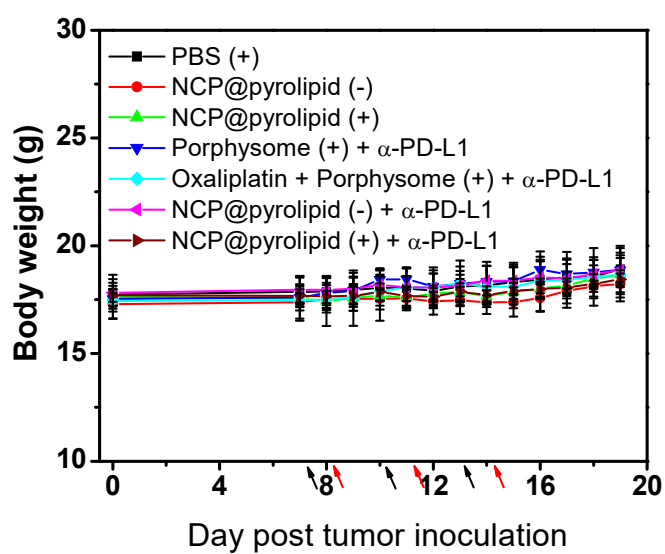 30
25
20
15
10
Body weight (g)
PBS (+)
NCP@pyrolipid (-)
NCP@pyrolipid (+)
Porphysome (+) + α-PD-L1
Oxaliplatin + Porphysome (+) + α-PD-L1
NCP@pyrolipid (-) + α-PD-L1
NCP@pyrolipid (+) + α-PD-L1
0 4 8 12 16 20
Day post tumor inoculation